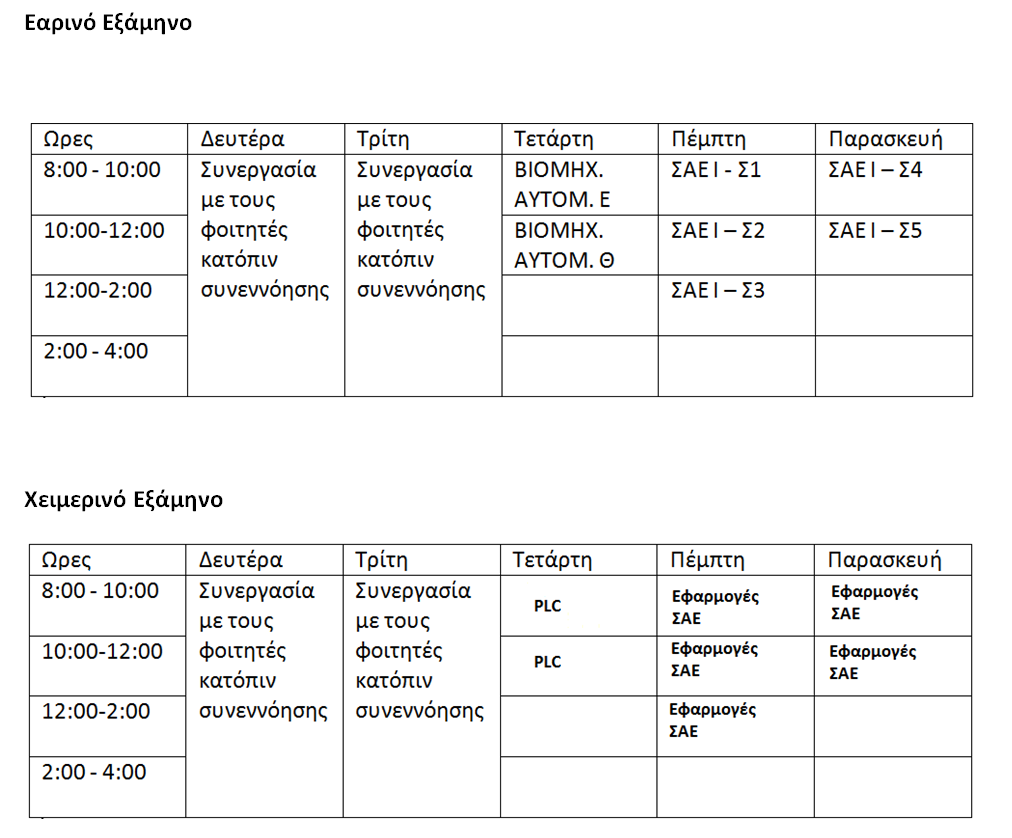 Εαρινό Εξάμηνο
Ωρες Δευτέρα Τρίτη Τετάρτη Πέμπτη Παρασκευή
8:00 - 10:00 Συνεργασία Συνεργασία ΒΙΟΜΗΧ. ΣΑΕ Ι - Σ1 ΣΑΕ Ι – Σ4
με τους με τους ΑΥΤΟΜ. Ε
10:00-12:00 φοιτητές φοιτητές ΒΙΟΜΗΧ. ΣΑΕ Ι – Σ2 ΣΑΕ Ι – Σ5
κατόπιν κατόπιν ΑΥΤΟΜ. Θ
12:00-2:00 συνεννόησης συνεννόησης ΣΑΕ Ι – Σ3
2:00 - 4:00
Χειμερινό Εξάμηνο
Ωρες Δευτέρα Τρίτη Τετάρτη Πέμπτη Παρασκευή
8:00 - 10:00 Συνεργασία Συνεργασία PLC Εφαρμογές Εφαρμογές
με τους με τους ΣΑΕ ΣΑΕ
10:00-12:00 φοιτητές φοιτητές PLC Εφαρμογές Εφαρμογές
κατόπιν κατόπιν ΣΑΕ ΣΑΕ
12:00-2:00 συνεννόησης συνεννόησης Εφαρμογές
ΣΑΕ
2:00 - 4:00